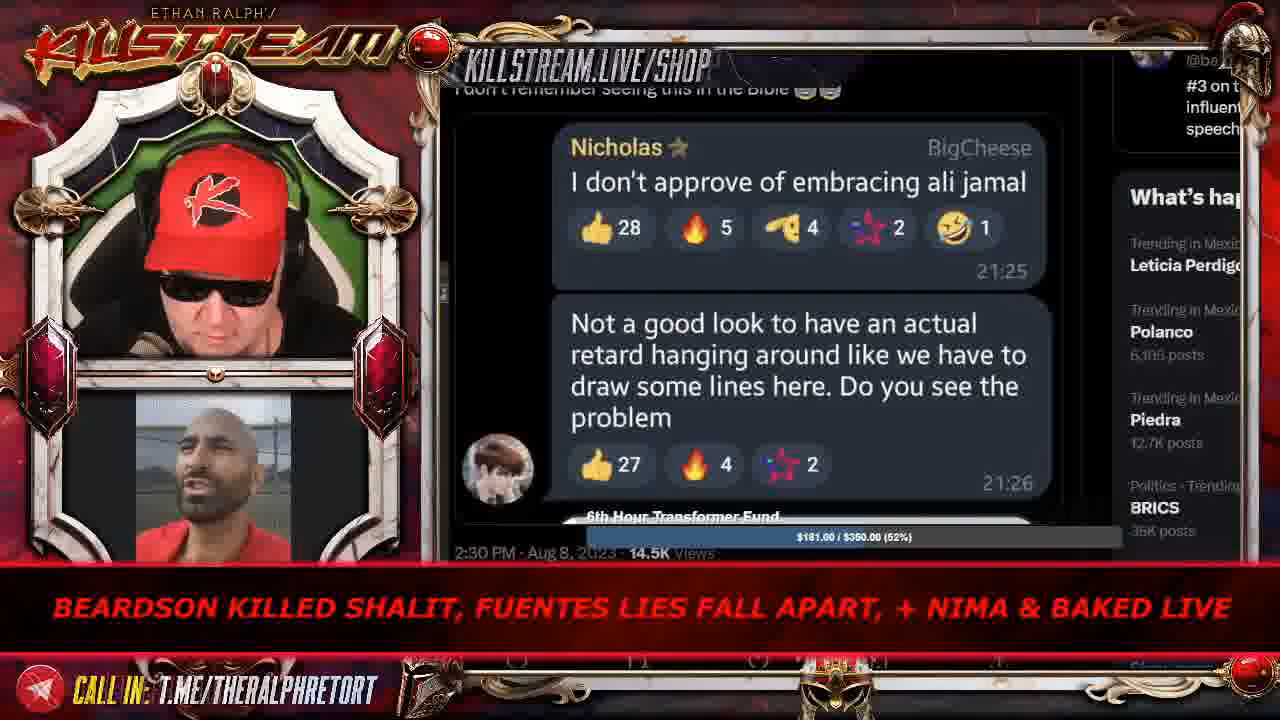 ETHAN RALPH'S
KILLSTREAM
KILLSTREAM.LIVE/SHOP
I don't remember seeing this in the Bible
Nicholas
BigCheese
I don't approve of embracing ali jamal
28 5 4 2 1
21:25
Not a good look to have an actual
retard hanging around like we have to
draw some lines here. Do you see the
problem
27 4 2
21:26
6th Hour Transformer Fund
$181.00 / $350.00 (52%)
2:30 PM · Aug 8, 2023 · 14.5K Views
#3 on
influen
speech
What's hap
Trending in Mexic
Leticia Perdigo
Trending in Mexic
Polanco
Trending in Mexic
Piedra
12.7K posts
Politics · Trending
BRICS
35K posts
BEARDSON KILLED SHALIT, FUENTES LIES FALL APART, + NIMA & BAKED LIVE
CALL IN: T.ME/THERALPHRETORT